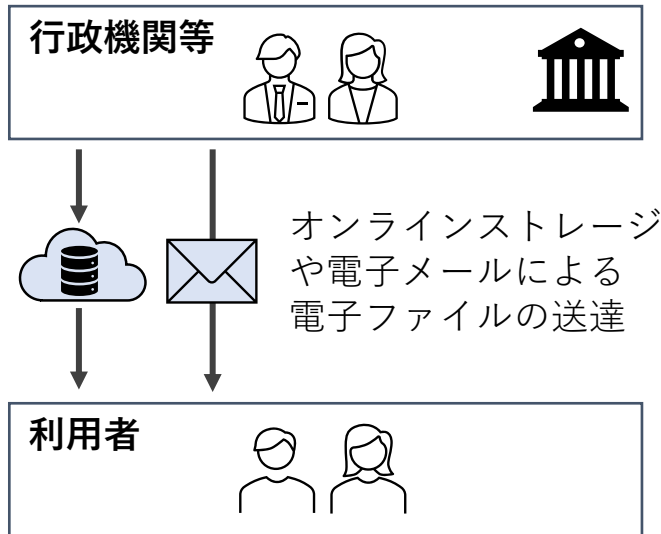 行政機関等
オンラインストレージ
や電子メールによる
電子ファイルの送達
利用者